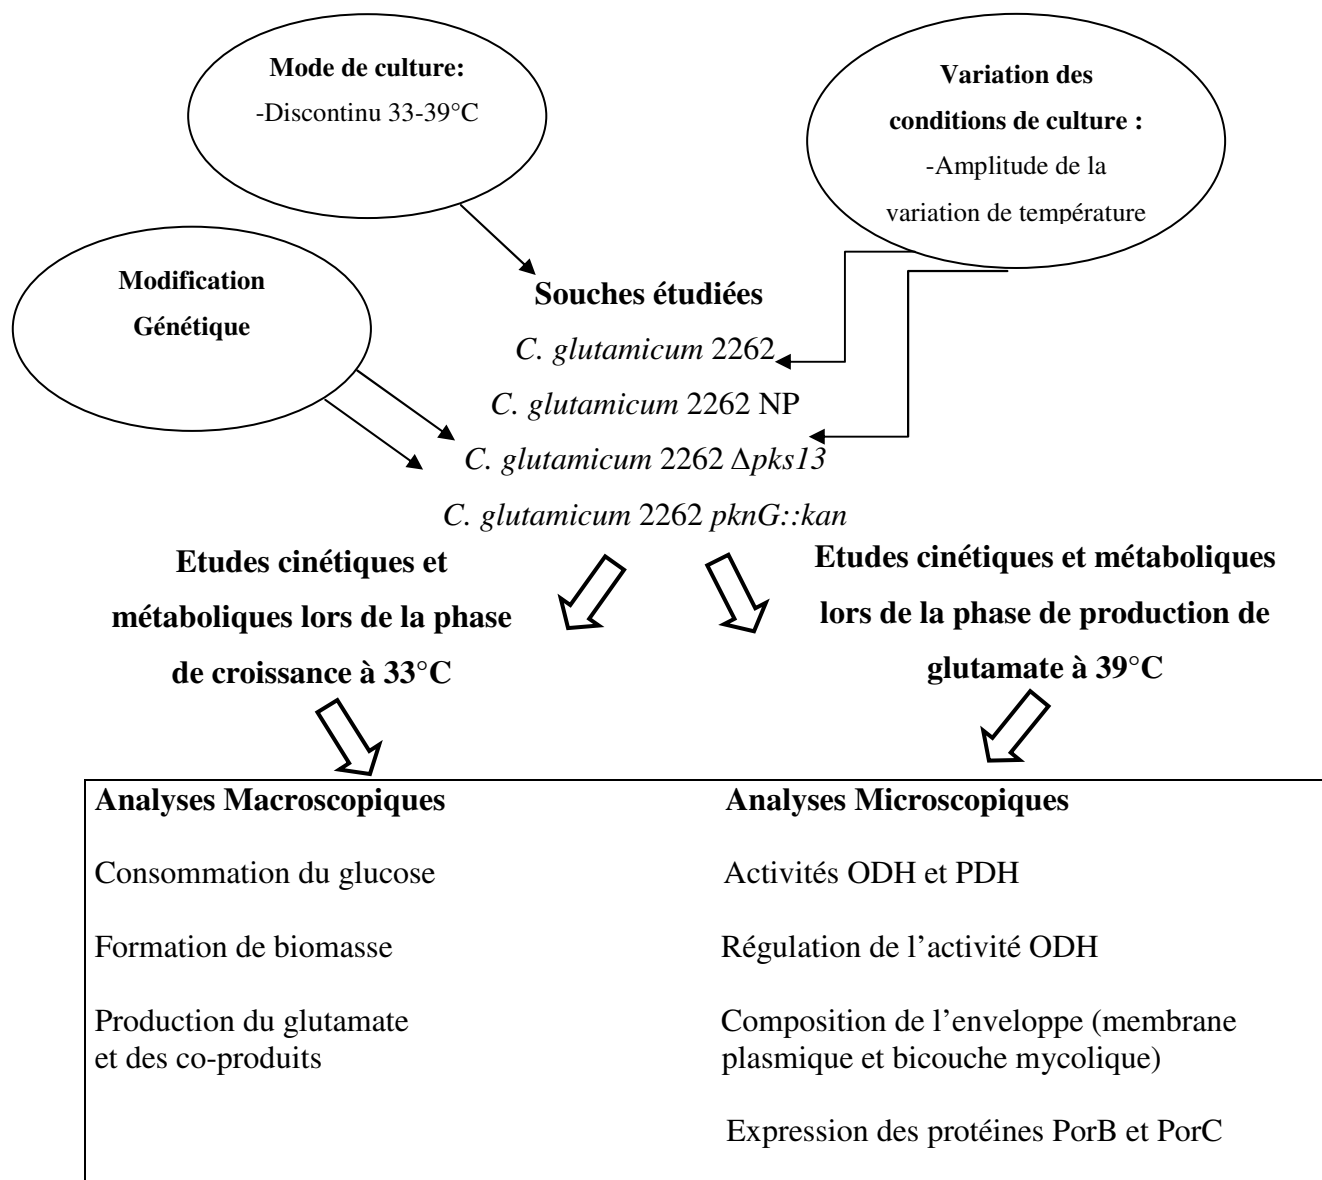 Mode de culture:
-Discontinu 33-39°C
Variation des
conditions de culture :
-Amplitude de la
variation de température
Modification
Génétique
Souches étudiées
C. glutamicum 2262
C. glutamicum 2262 NP
C. glutamicum 2262 Δpks13
C. glutamicum 2262 pknG::kan
Etudes cinétiques et
métaboliques lors de la phase
de croissance à 33°C
Etudes cinétiques et métaboliques
lors de la phase de production de
glutamate à 39°C
Analyses Macroscopiques
Consommation du glucose
Formation de biomasse
Production du glutamate
et des co-produits
Analyses Microscopiques
Activités ODH et PDH
Régulation de l’activité ODH
Composition de l’enveloppe (membrane
plasmique et bicouche mycolique)
Expression des protéines PorB et PorC